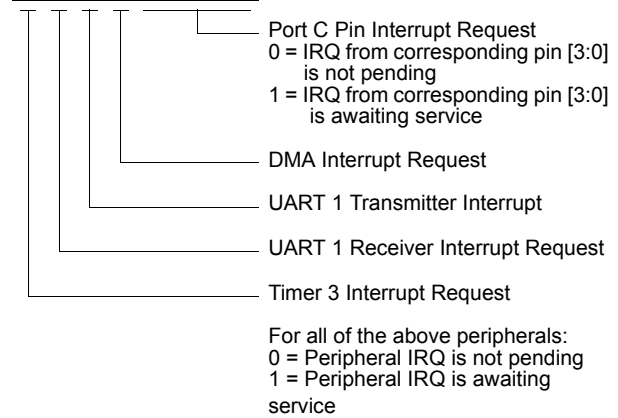 Port C Pin Interrupt Request
0 = IRQ from corresponding pin [3:0]
is not pending
1 = IRQ from corresponding pin [3:0]
is awaiting service
DMA Interrupt Request
UART 1 Transmitter Interrupt
UART 1 Receiver Interrupt Request
Timer 3 Interrupt Request
For all of the above peripherals:
0 = Peripheral IRQ is not pending
1 = Peripheral IRQ is awaiting
service